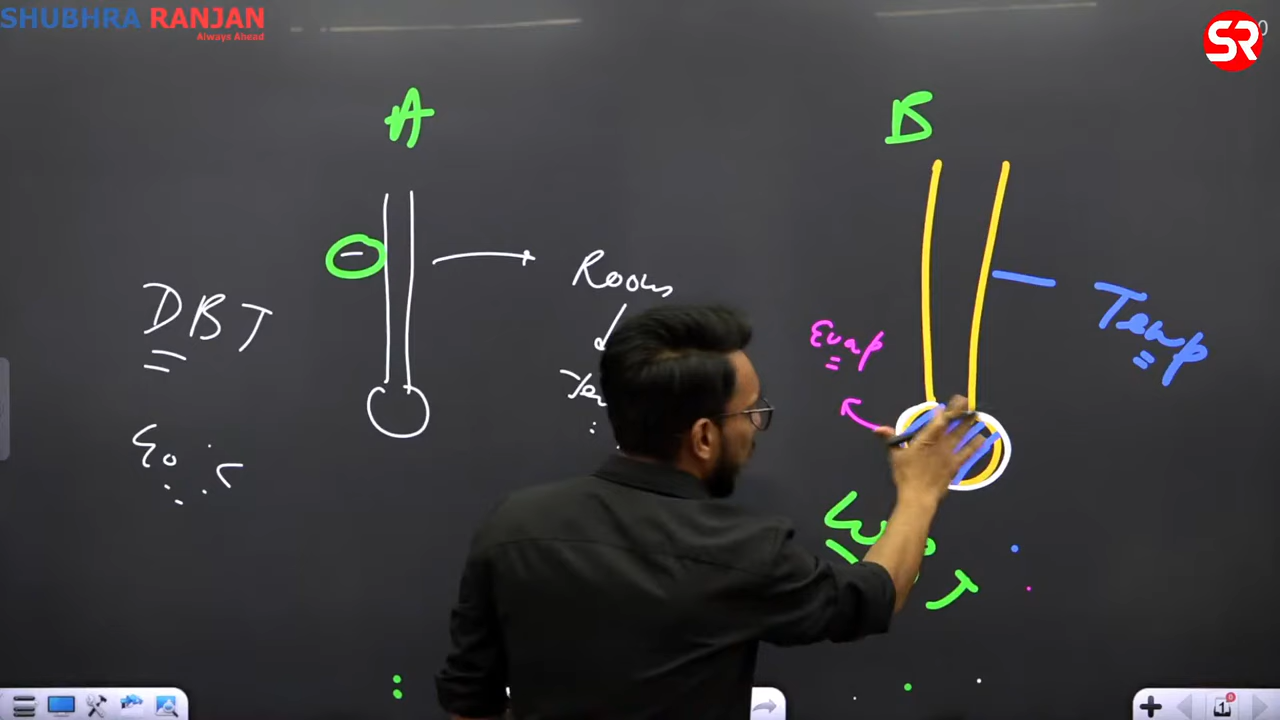 SHUBHRA RANJAN
Always Ahead
SR
A
B
DBT
Room
Evap
Temp